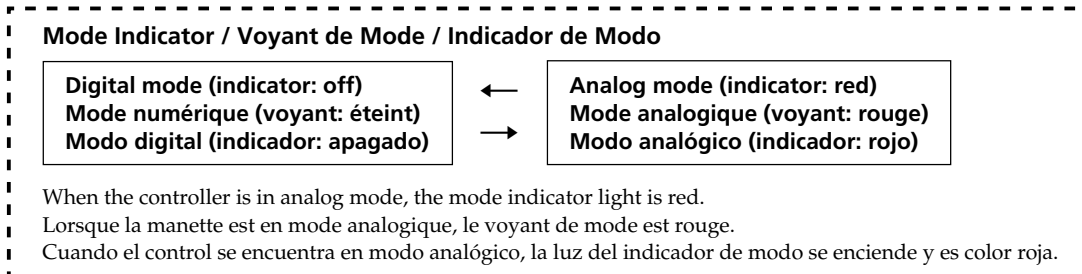 Mode Indicator / Voyant de Mode / Indicador de Modo
Digital mode (indicator: off)
Mode numérique (voyant: éteint)
Modo digital (indicador: apagado)
Analog mode (indicator: red)
Mode analogique (voyant: rouge)
Modo analógico (indicador: rojo)
When the controller is in analog mode, the mode indicator light is red.
Lorsque la manette est en mode analogique, le voyant de mode est rouge.
Cuando el control se encuentra en modo analógico, la luz del indicador de modo se enciende y es color roja.